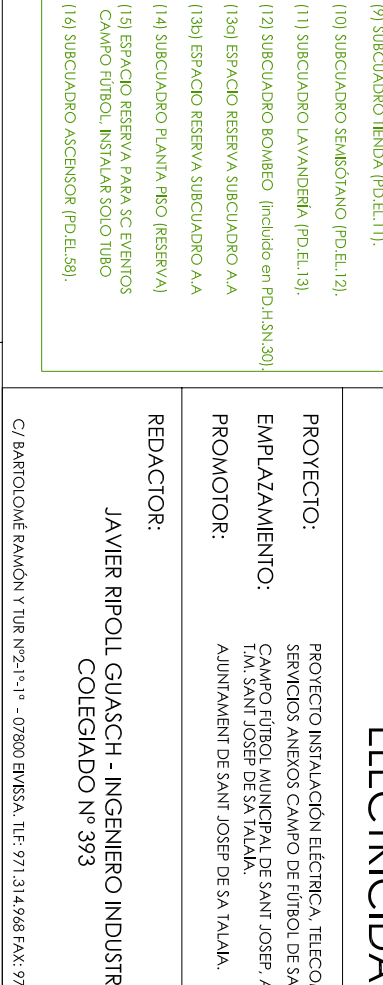 (9) SUBCUADRO TIENDA (PD.EL.11).
(10) SUBCUADRO SEMISÓTANO (PD.EL.12).
(11) SUBCUADRO LAVANDERÍA (PD.EL.13).
(12) SUBCUADRO BOMBEO (incluido en PD.H.SN.30).
(13a) ESPACIO RESERVA SUBCUADRO A.A
(13b) ESPACIO RESERVA SUBCUADRO A.A
(14) SUBCUADRO PLANTA PISO (RESERVA)
(15) ESPACIO RESERVA PARA SC EVENTOS
CAMPO FÚTBOL, INSTALAR SOLO TUBO
(16) SUBCUADRO ASCENSOR (PD.EL.58).
ELECTRICIDA
PROYECTO:
PROYECTO INSTALACIÓN ELÉCTRICA, TELECO
SERVICIOS ANEXOS CAMPO DE FÚTBOL DE SA
EMPLAZAMIENTO:
CAMPO FÚTBOL MUNICIPAL DE SANT JOSEP, A
T.M. SANT JOSEP DE SA TALAIA.
PROMOTOR:
AJUNTAMENT DE SANT JOSEP DE SA TALAIA.
REDACTOR:
JAVIER RIPOLL GUASCH - INGENIERO INDUSTR
COLEGIADO Nº 393
C/ BARTOLOMÉ RAMÓN Y TUR Nº2-1º-1ª - 07800 EIVISSA. TLF: 971.314.968 FAX: 97